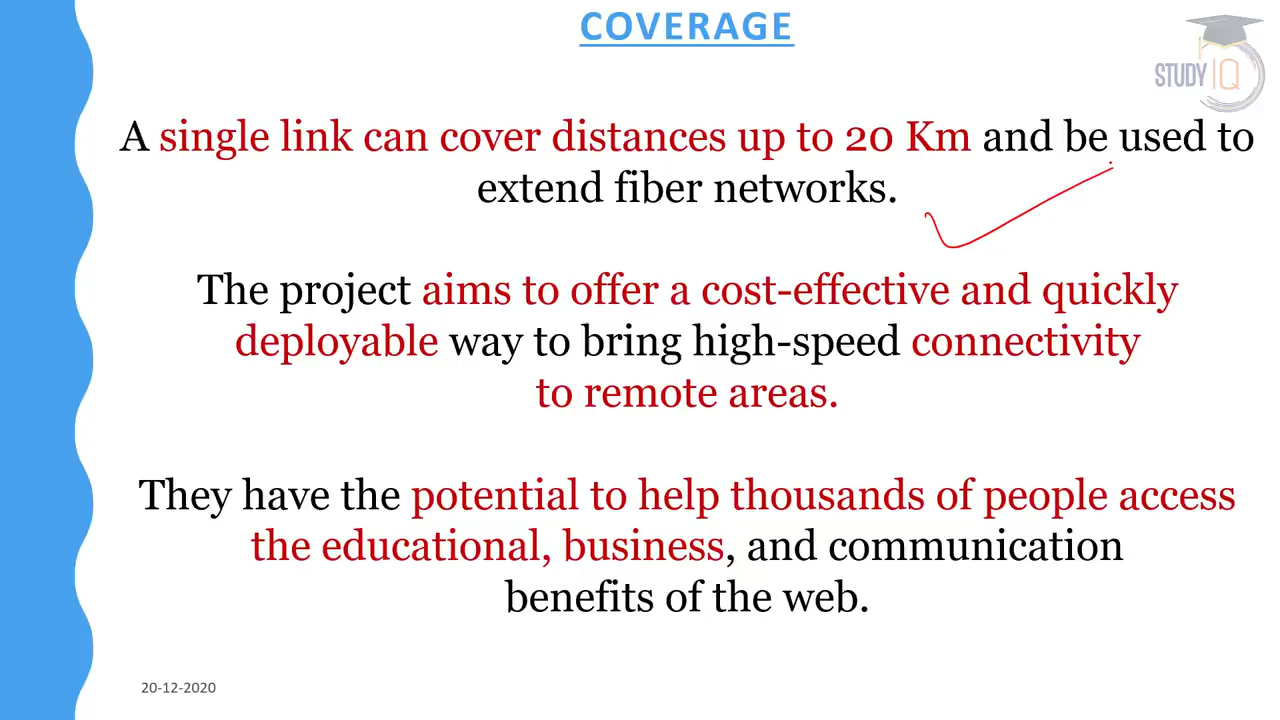 COVERAGE
STUDY IQ
A single link can cover distances up to 20 Km and be used to
extend fiber networks.
The project aims to offer a cost-effective and quickly
deployable way to bring high-speed connectivity
to remote areas.
They have the potential to help thousands of people access
the educational, business, and communication
benefits of the web.
20-12-2020